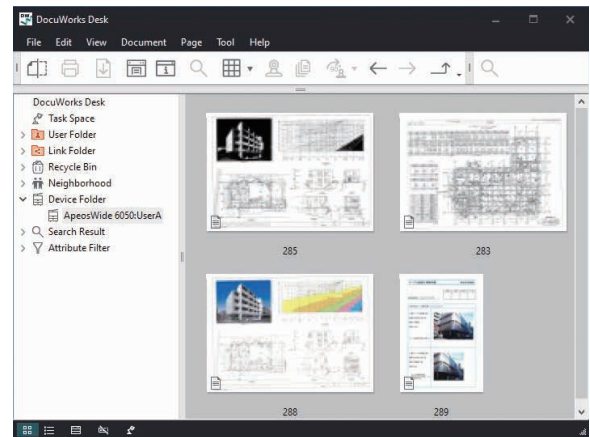 DocuWorks Desk
File Edit View Document Page Tool Help
DocuWorks Desk
Task Space
User Folder
Link Folder
Recycle Bin
Neighborhood
Device Folder
ApeosWide 6050:UserA
Search Result
Attribute Filter
285
283
288
289